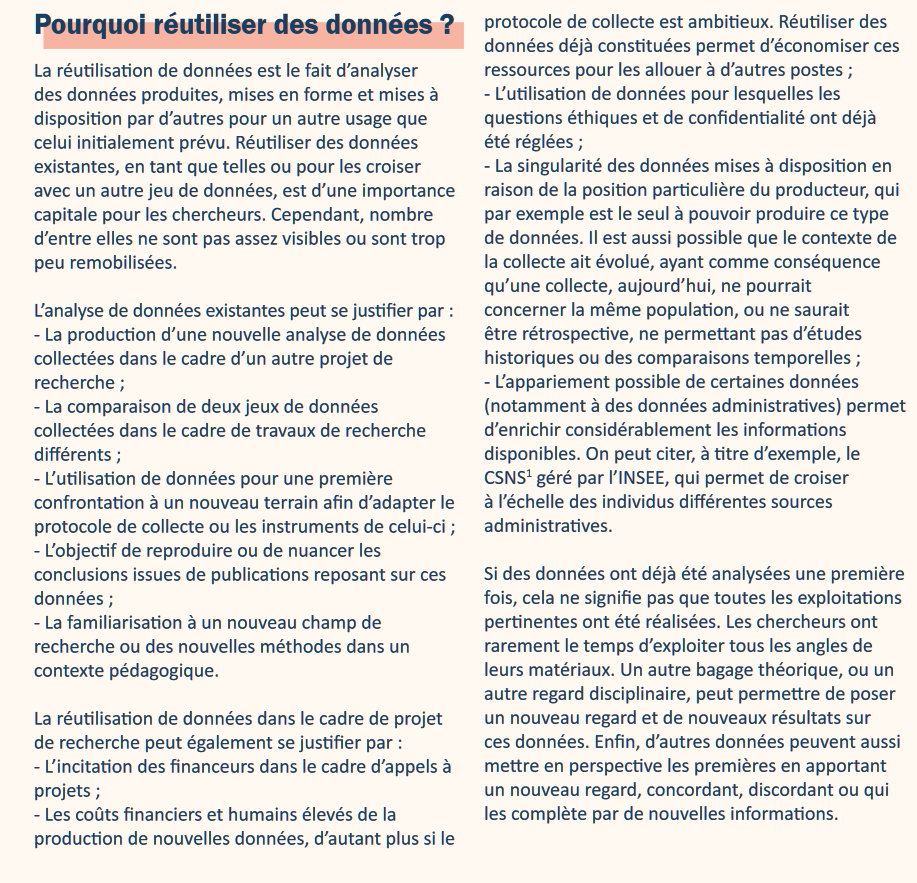 Pourquoi réutiliser des données ?
La réutilisation de données est le fait d’analyser
des données produites, mises en forme et mises à
disposition par d’autres pour un autre usage que
celui initialement prévu. Réutiliser des données
existantes, en tant que telles ou pour les croiser
avec un autre jeu de données, est d’une importance
capitale pour les chercheurs. Cependant, nombre
d’entre elles ne sont pas assez visibles ou sont trop
peu remobilisées.
L’analyse de données existantes peut se justifier par :
- La production d’une nouvelle analyse de données
collectées dans le cadre d’un autre projet de
recherche ;
- La comparaison de deux jeux de données
collectées dans le cadre de travaux de recherche
différents ;
- L’utilisation de données pour une première
confrontation à un nouveau terrain afin d’adapter le
protocole de collecte ou les instruments de celui-ci ;
- L’objectif de reproduire ou de nuancer les
conclusions issues de publications reposant sur ces
données ;
- La familiarisation à un nouveau champ de
recherche ou des nouvelles méthodes dans un
contexte pédagogique.
La réutilisation de données dans le cadre de projet
de recherche peut également se justifier par :
- L’incitation des financeurs dans le cadre d’appels à
projets ;
- Les coûts financiers et humains élevés de la
production de nouvelles données, d’autant plus si le
protocole de collecte est ambitieux. Réutiliser des
données déjà constituées permet d’économiser ces
ressources pour les allouer à d’autres postes ;
- L’utilisation de données pour lesquelles les
questions éthiques et de confidentialité ont déjà
été réglées ;
- La singularité des données mises à disposition en
raison de la position particulière du producteur, qui
par exemple est le seul à pouvoir produire ce type
de données. Il est aussi possible que le contexte de
la collecte ait évolué, ayant comme conséquence
qu’une collecte, aujourd’hui, ne pourrait
concerner la même population, ou ne saurait
être rétrospective, ne permettant pas d’études
historiques ou des comparaisons temporelles ;
- L’appariement possible de certaines données
(notamment à des données administratives) permet
d’enrichir considérablement les informations
disponibles. On peut citer, à titre d’exemple, le
CSNS¹ géré par l’INSEE, qui permet de croiser
à l’échelle des individus différentes sources
administratives.
Si des données ont déjà été analysées une première
fois, cela ne signifie pas que toutes les exploitations
pertinentes ont été réalisées. Les chercheurs ont
rarement le temps d’exploiter tous les angles de
leurs matériaux. Un autre bagage théorique, ou un
autre regard disciplinaire, peut permettre de poser
un nouveau regard et de nouveaux résultats sur
ces données. Enfin, d’autres données peuvent aussi
mettre en perspective les premières en apportant
un nouveau regard, concordant, discordant ou qui
les complète par de nouvelles informations.